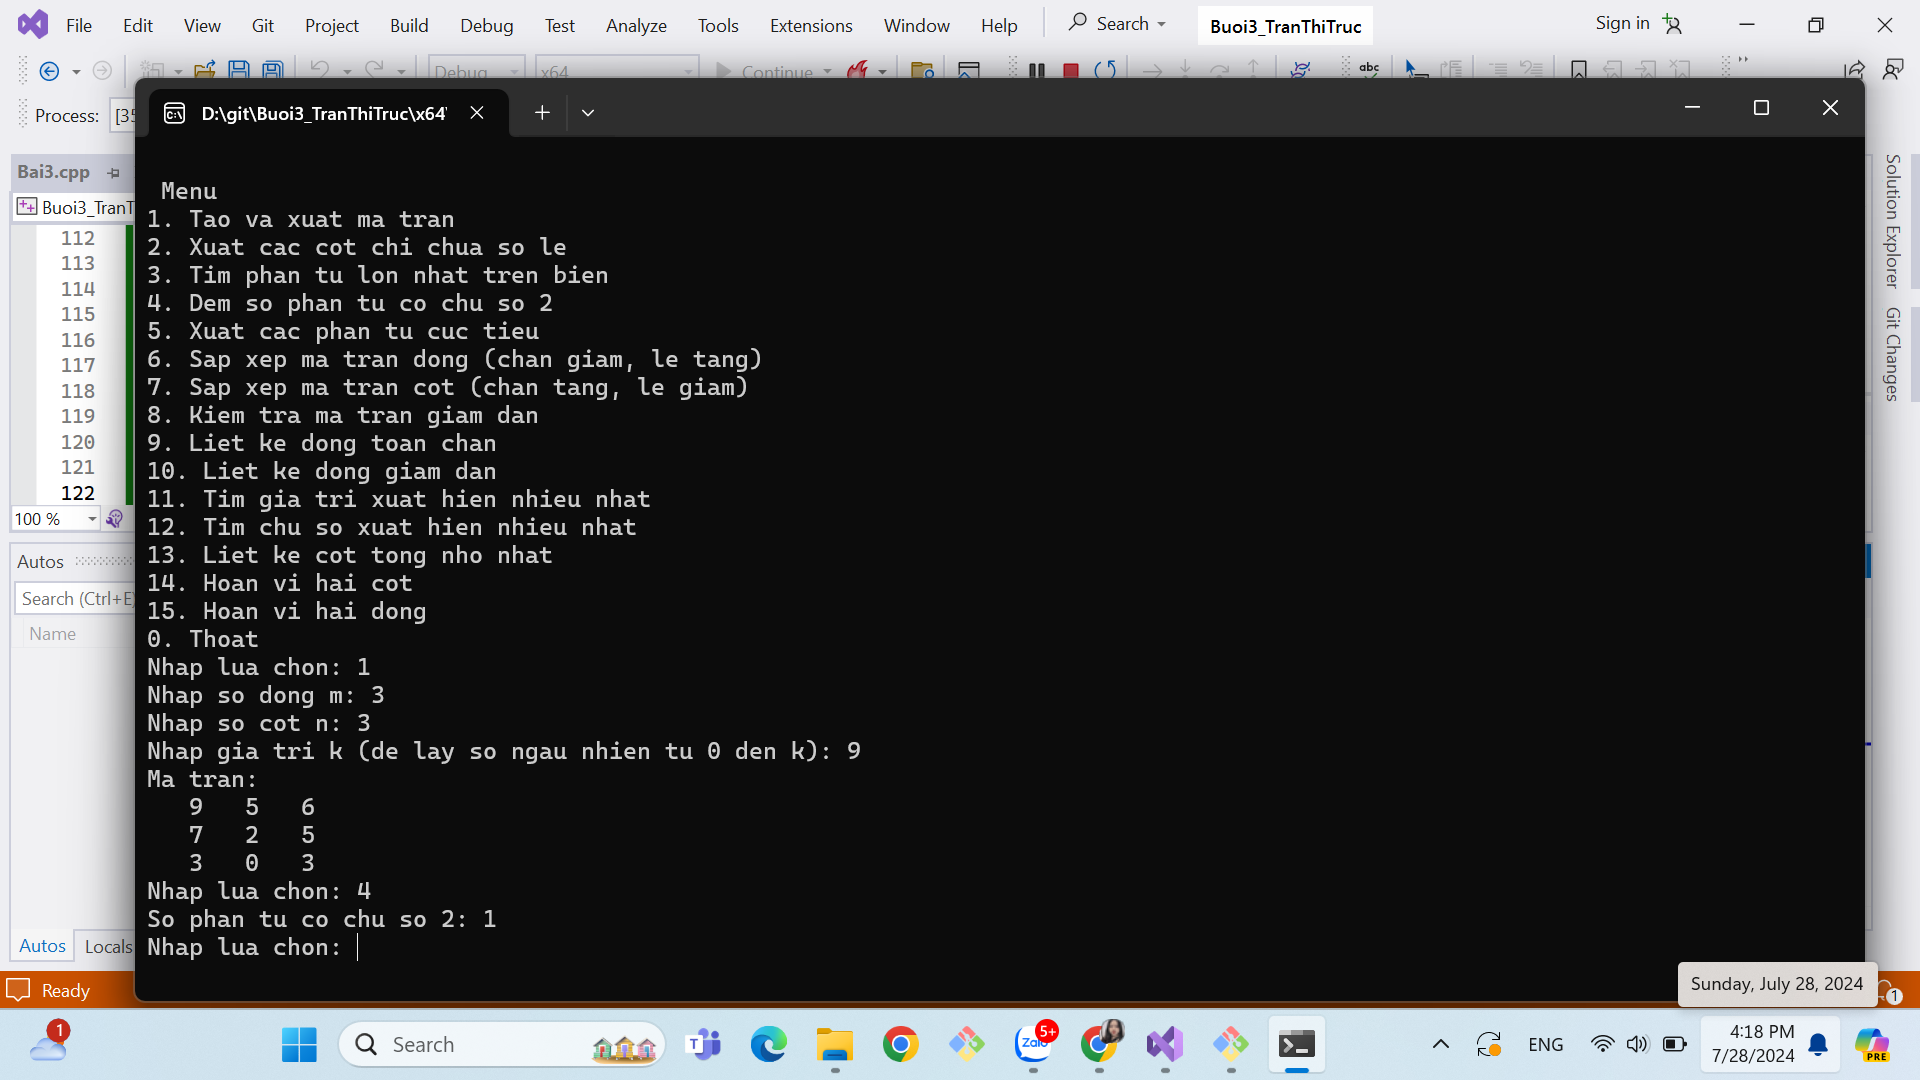 File Edit View Git Project Build Debug Test Analyze Tools Extensions Window Help Search Buoi3_TranThiTruc Sign in
Debug x64 Continue abc
Process: [35
D:\git\Buoi3_TranThiTruc\x64\
Bai3.cpp
Buoi3_TranT
112
113
114
115
116
117
118
119
120
121
122
100 %
Autos
Search (Ctrl+E)
Name
Autos Locals
Ready
Menu
1. Tao va xuat ma tran
2. Xuat cac cot chi chua so le
3. Tim phan tu lon nhat tren bien
4. Dem so phan tu co chu so 2
5. Xuat cac phan tu cuc tieu
6. Sap xep ma tran dong (chan giam, le tang)
7. Sap xep ma tran cot (chan tang, le giam)
8. Kiem tra ma tran giam dan
9. Liet ke dong toan chan
10. Liet ke dong giam dan
11. Tim gia tri xuat hien nhieu nhat
12. Tim chu so xuat hien nhieu nhat
13. Liet ke cot tong nho nhat
14. Hoan vi hai cot
15. Hoan vi hai dong
0. Thoat
Nhap lua chon: 1
Nhap so dong m: 3
Nhap so cot n: 3
Nhap gia tri k (de lay so ngau nhien tu 0 den k): 9
Ma tran:
9 5 6
7 2 5
3 0 3
Nhap lua chon: 4
So phan tu co chu so 2: 1
Nhap lua chon:
Solution Explorer
Git Changes
Sunday, July 28, 2024
1
1
Search
T
Zalo
5+
ENG
4:18 PM
7/28/2024
PRE